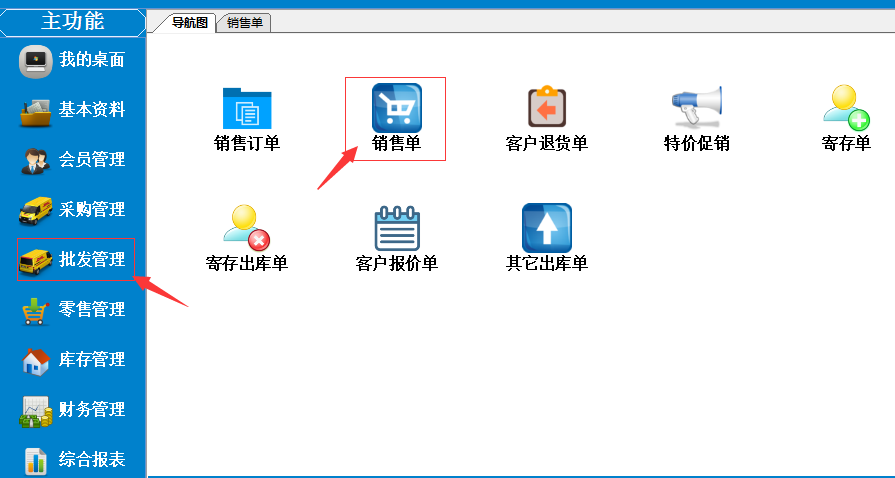 主功能
我的桌面
基本资料
会员管理
采购管理
批发管理
零售管理
库存管理
财务管理
综合报表
导航图
销售单
销售订单
销售单
客户退货单
特价促销
寄存单
寄存出库单
客户报价单
其它出库单